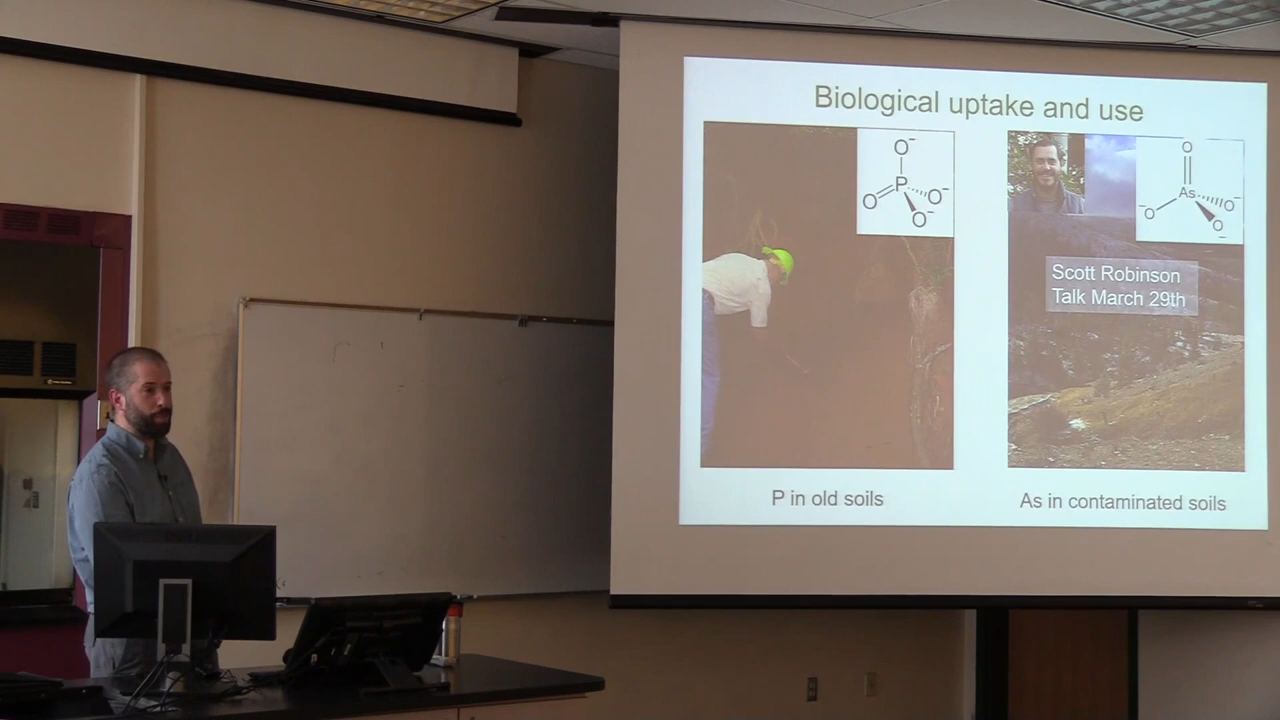 Biological uptake and use
O⁻
P
O
O⁻
O⁻
O
As
⁻O
O⁻
O⁻
Scott Robinson
Talk March 29th
P in old soils
As in contaminated soils